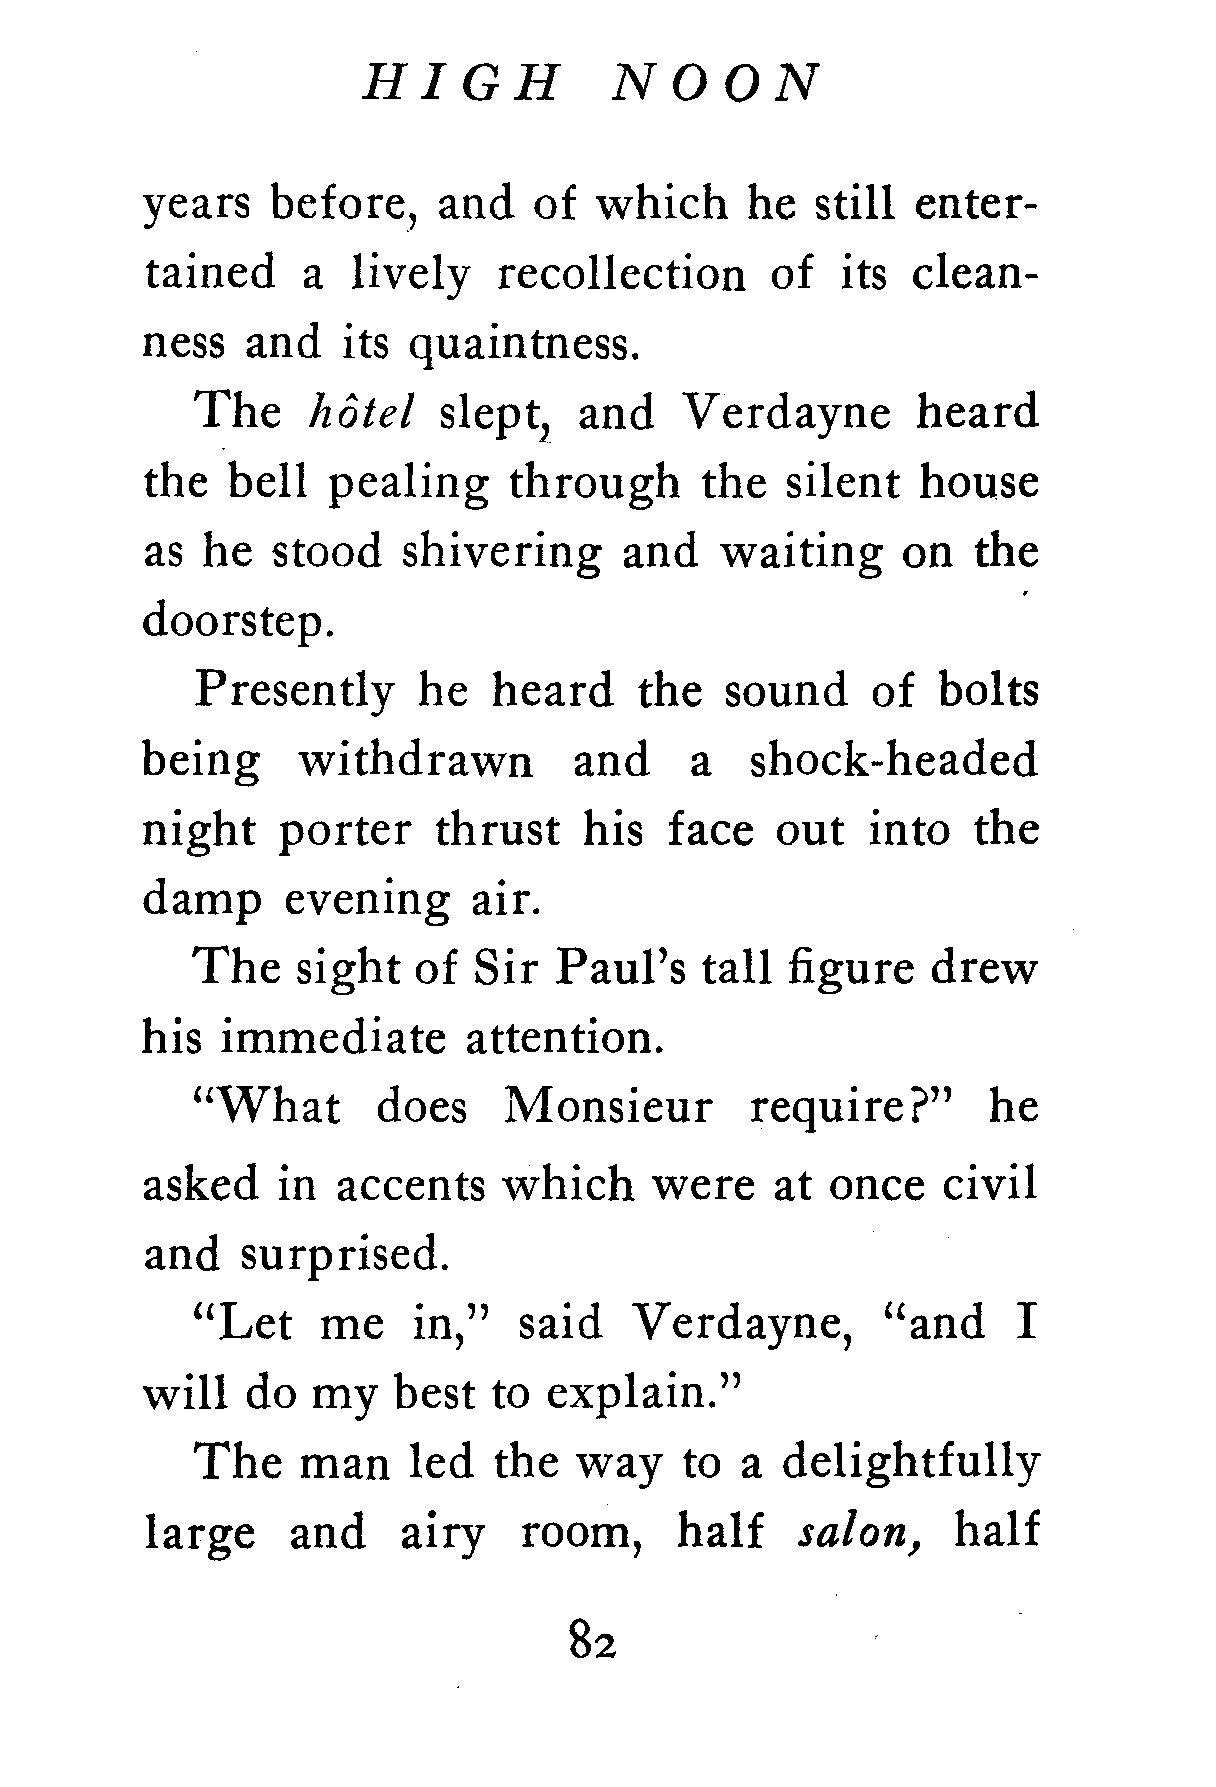 HIGH NOON
years before, and of which he still enter-
tained a lively recollection of its clean-
ness and its quaintness.
The hôtel slept, and Verdayne heard
the bell pealing through the silent house
as he stood shivering and waiting on the
doorstep.
Presently he heard the sound of bolts
being withdrawn and a shock-headed
night porter thrust his face out into the
damp evening air.
The sight of Sir Paul's tall figure drew
his immediate attention.
"What does Monsieur require?" he
asked in accents which were at once civil
and surprised.
"Let me in," said Verdayne, "and I
will do my best to explain."
The man led the way to a delightfully
large and airy room, half salon, half
82